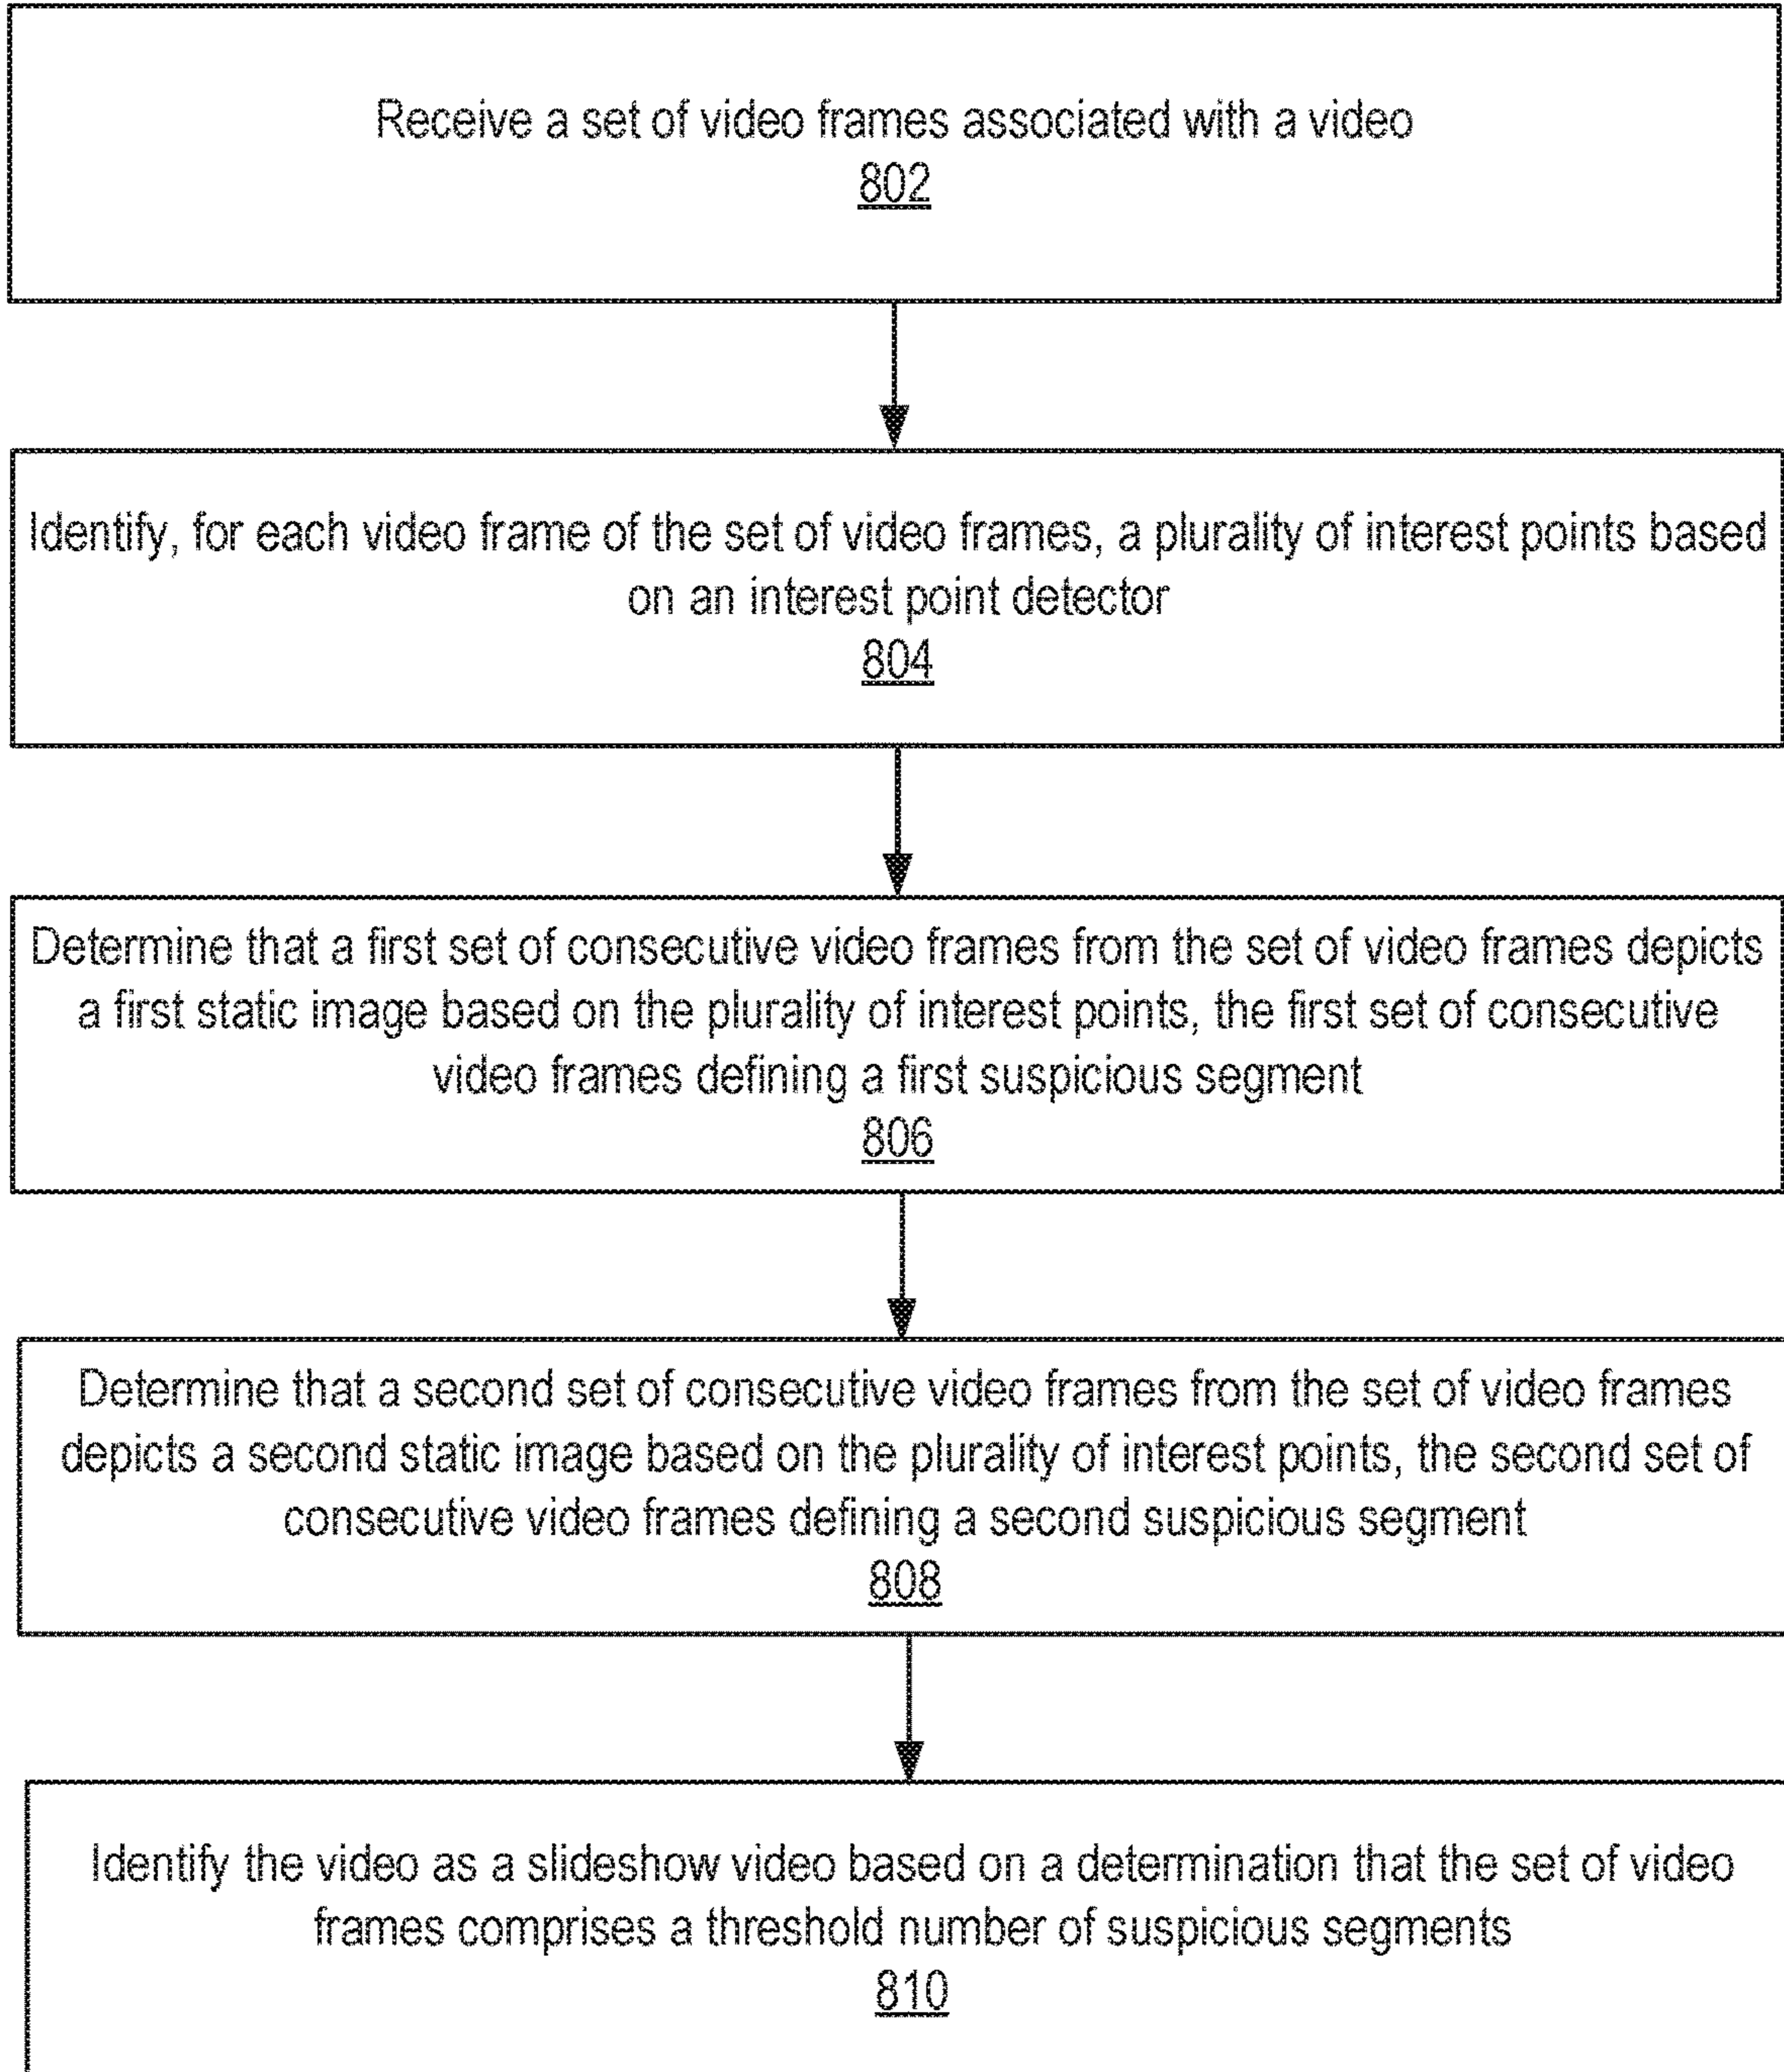 Receive a set of video frames associated with a video
802
Identify, for each video frame of the set of video frames, a plurality of interest points based
on an interest point detector
804
Determine that a first set of consecutive video frames from the set of video frames depicts
a first static image based on the plurality of interest points, the first set of consecutive
video frames defining a first suspicious segment
806
Determine that a second set of consecutive video frames from the set of video frames
depicts a second static image based on the plurality of interest points, the second set of
consecutive video frames defining a second suspicious segment
808
Identify the video as a slideshow video based on a determination that the set of video
frames comprises a threshold number of suspicious segments
810